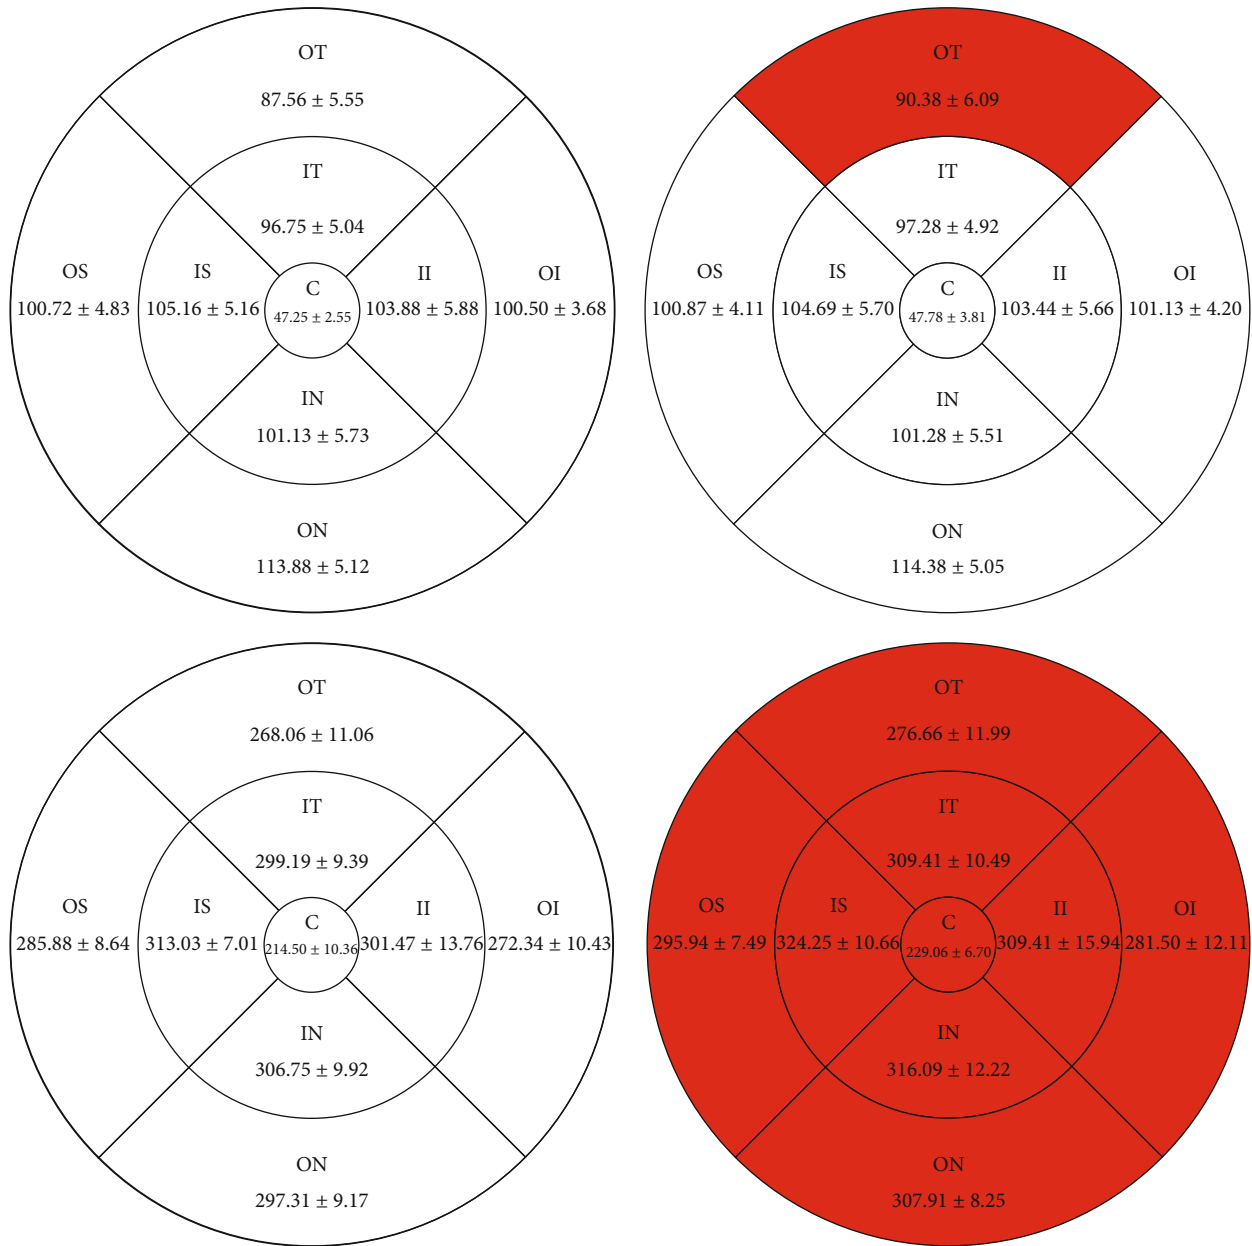 OT
87.56 ± 5.55
IT
96.75 ± 5.04
OS
100.72 ± 4.83
IS
105.16 ± 5.16
C
47.25 ± 2.55
II
103.88 ± 5.88
OI
100.50 ± 3.68
IN
101.13 ± 5.73
ON
113.88 ± 5.12
OT
90.38 ± 6.09
IT
97.28 ± 4.92
OS
100.87 ± 4.11
IS
104.69 ± 5.70
C
47.78 ± 3.81
II
103.44 ± 5.66
OI
101.13 ± 4.20
IN
101.28 ± 5.51
ON
114.38 ± 5.05
OT
268.06 ± 11.06
IT
299.19 ± 9.39
OS
285.88 ± 8.64
IS
313.03 ± 7.01
C
214.50 ± 10.36
II
301.47 ± 13.76
OI
272.34 ± 10.43
IN
306.75 ± 9.92
ON
297.31 ± 9.17
OT
276.66 ± 11.99
IT
309.41 ± 10.49
OS
295.94 ± 7.49
IS
324.25 ± 10.66
C
229.06 ± 6.70
II
309.41 ± 15.94
OI
281.50 ± 12.11
IN
316.09 ± 12.22
ON
307.91 ± 8.25